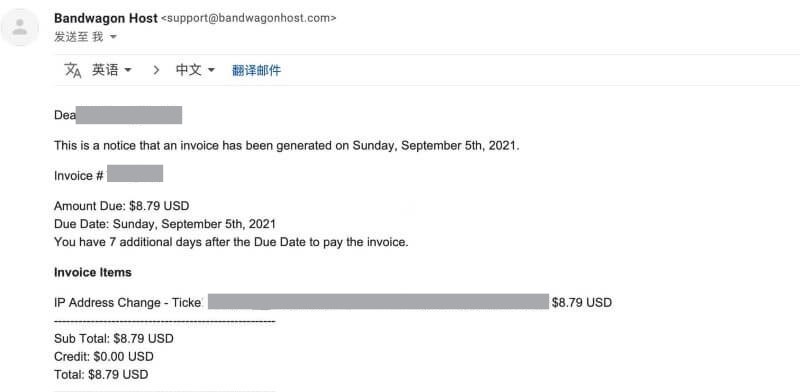 Bandwagon Host <support@bandwagonhost.com>
发送至 我
英语 > 中文 翻译邮件
Dea
This is a notice that an invoice has been generated on Sunday, September 5th, 2021.
Invoice #
Amount Due: $8.79 USD
Due Date: Sunday, September 5th, 2021
You have 7 additional days after the Due Date to pay the invoice.
Invoice Items
IP Address Change - Ticke $8.79 USD
------------------------------------------------------
Sub Total: $8.79 USD
Credit: $0.00 USD
Total: $8.79 USD
------------------------------------------------------